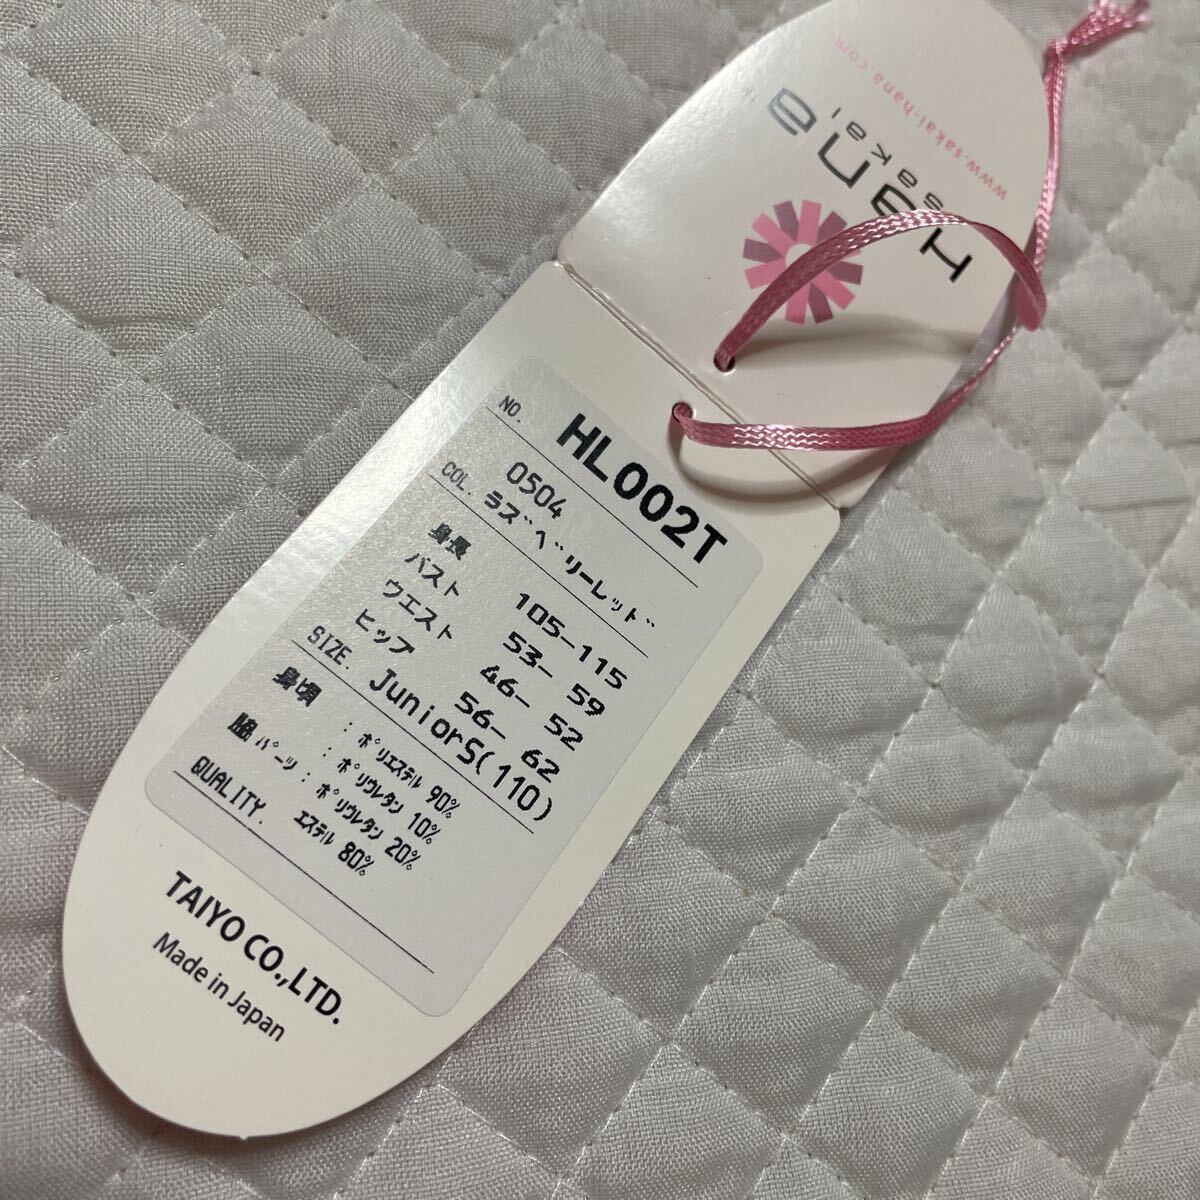 www.sakai-hana.com
HANA
sakai
NO. HL002T
COL. 0504
ラズベリーレッド
身長 105-115
バスト 53- 59
ウエスト 46- 52
ヒップ 56- 62
SIZE. JuniorS(110)
身頃 : ポリエステル 90%
: ポリウレタン 10%
脇パーツ : ポリウレタン 20%
エステル 80%
QUALITY.
TAIYO CO.,LTD.
Made in Japan